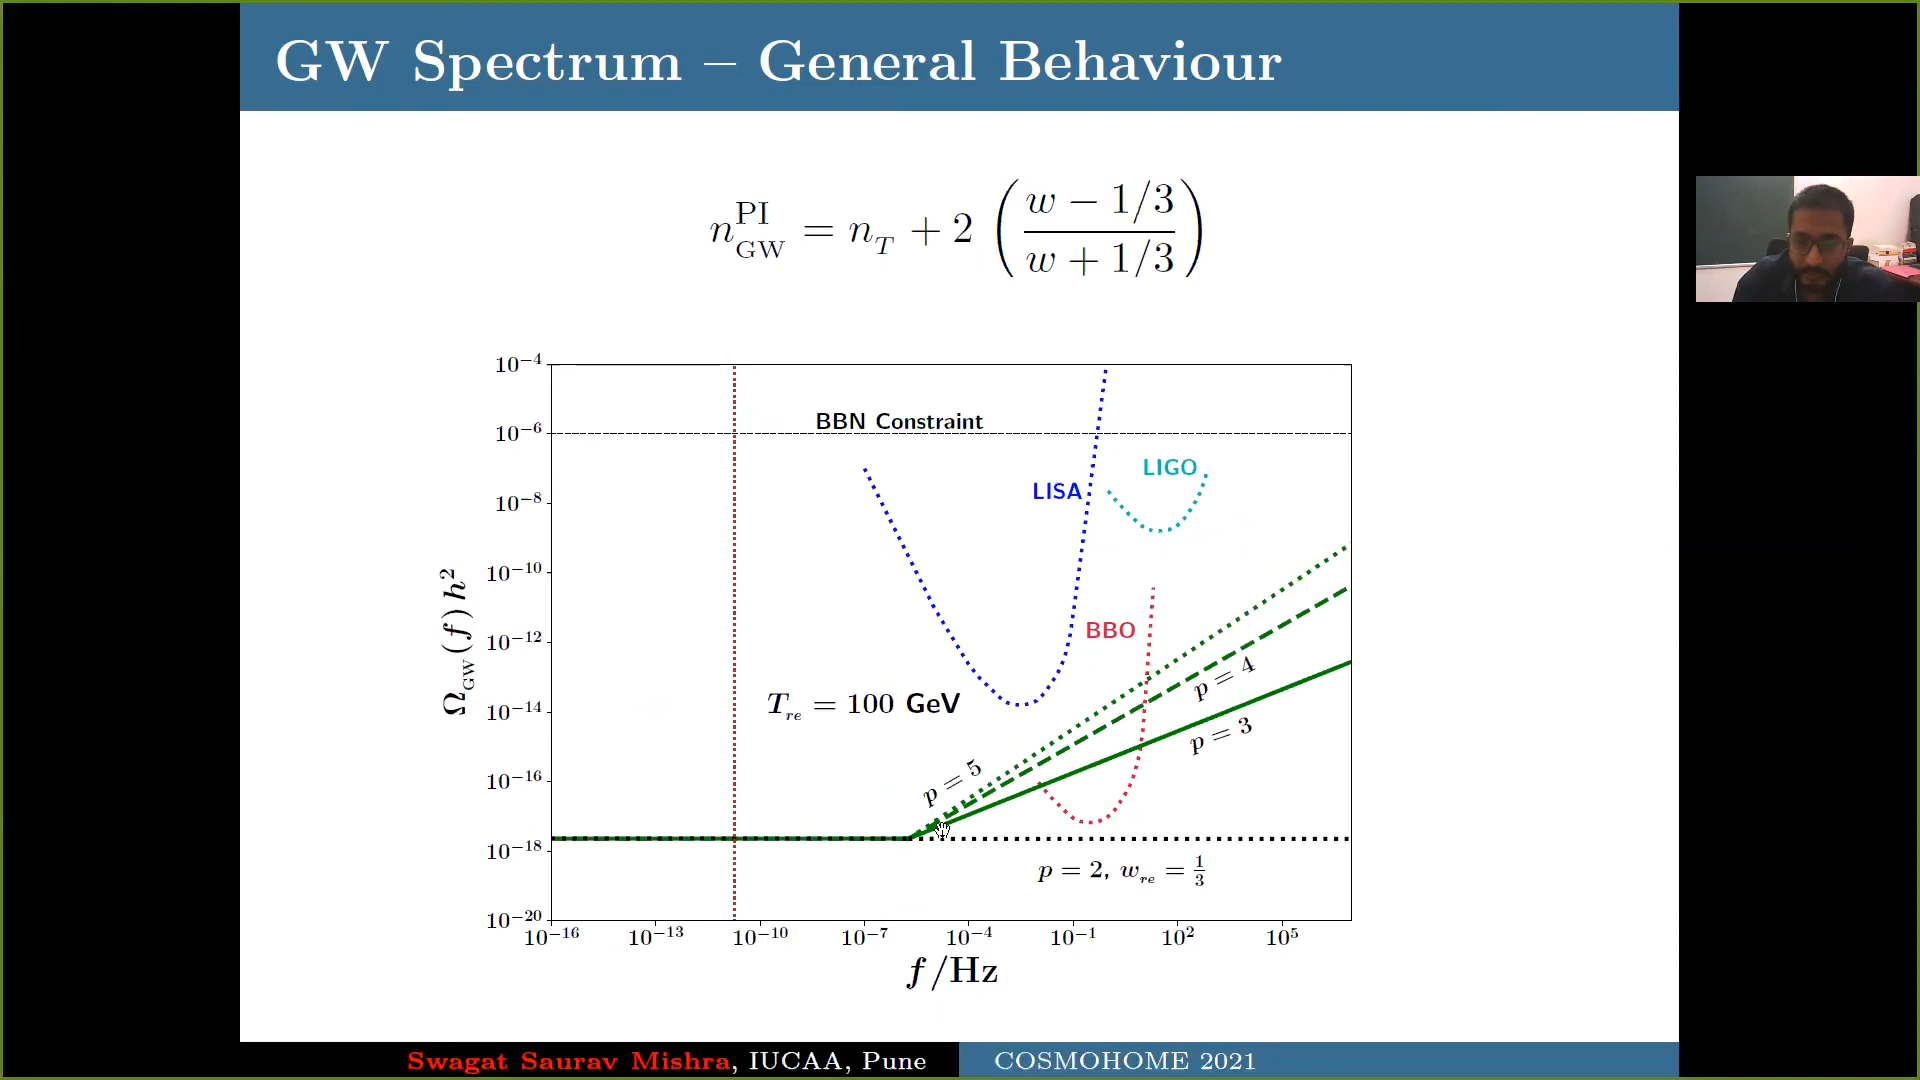 GW Spectrum – General Behaviour
n_GW^PI = n_T + 2 ( (w − 1/3) / (w + 1/3) )
10^−4
BBN Constraint
10^−6
LIGO
LISA
10^−8
10^−10
BBO
10^−12
p = 4
T_re = 100 GeV
10^−14
p = 3
p = 5
10^−16
10^−18
p = 2, w_re = 1/3
10^−20
Ω_GW(f) h^2
10^−16 10^−13 10^−10 10^−7 10^−4 10^−1 10^2 10^5
f/Hz
Swagat Saurav Mishra, IUCAA, Pune COSMOHOME 2021